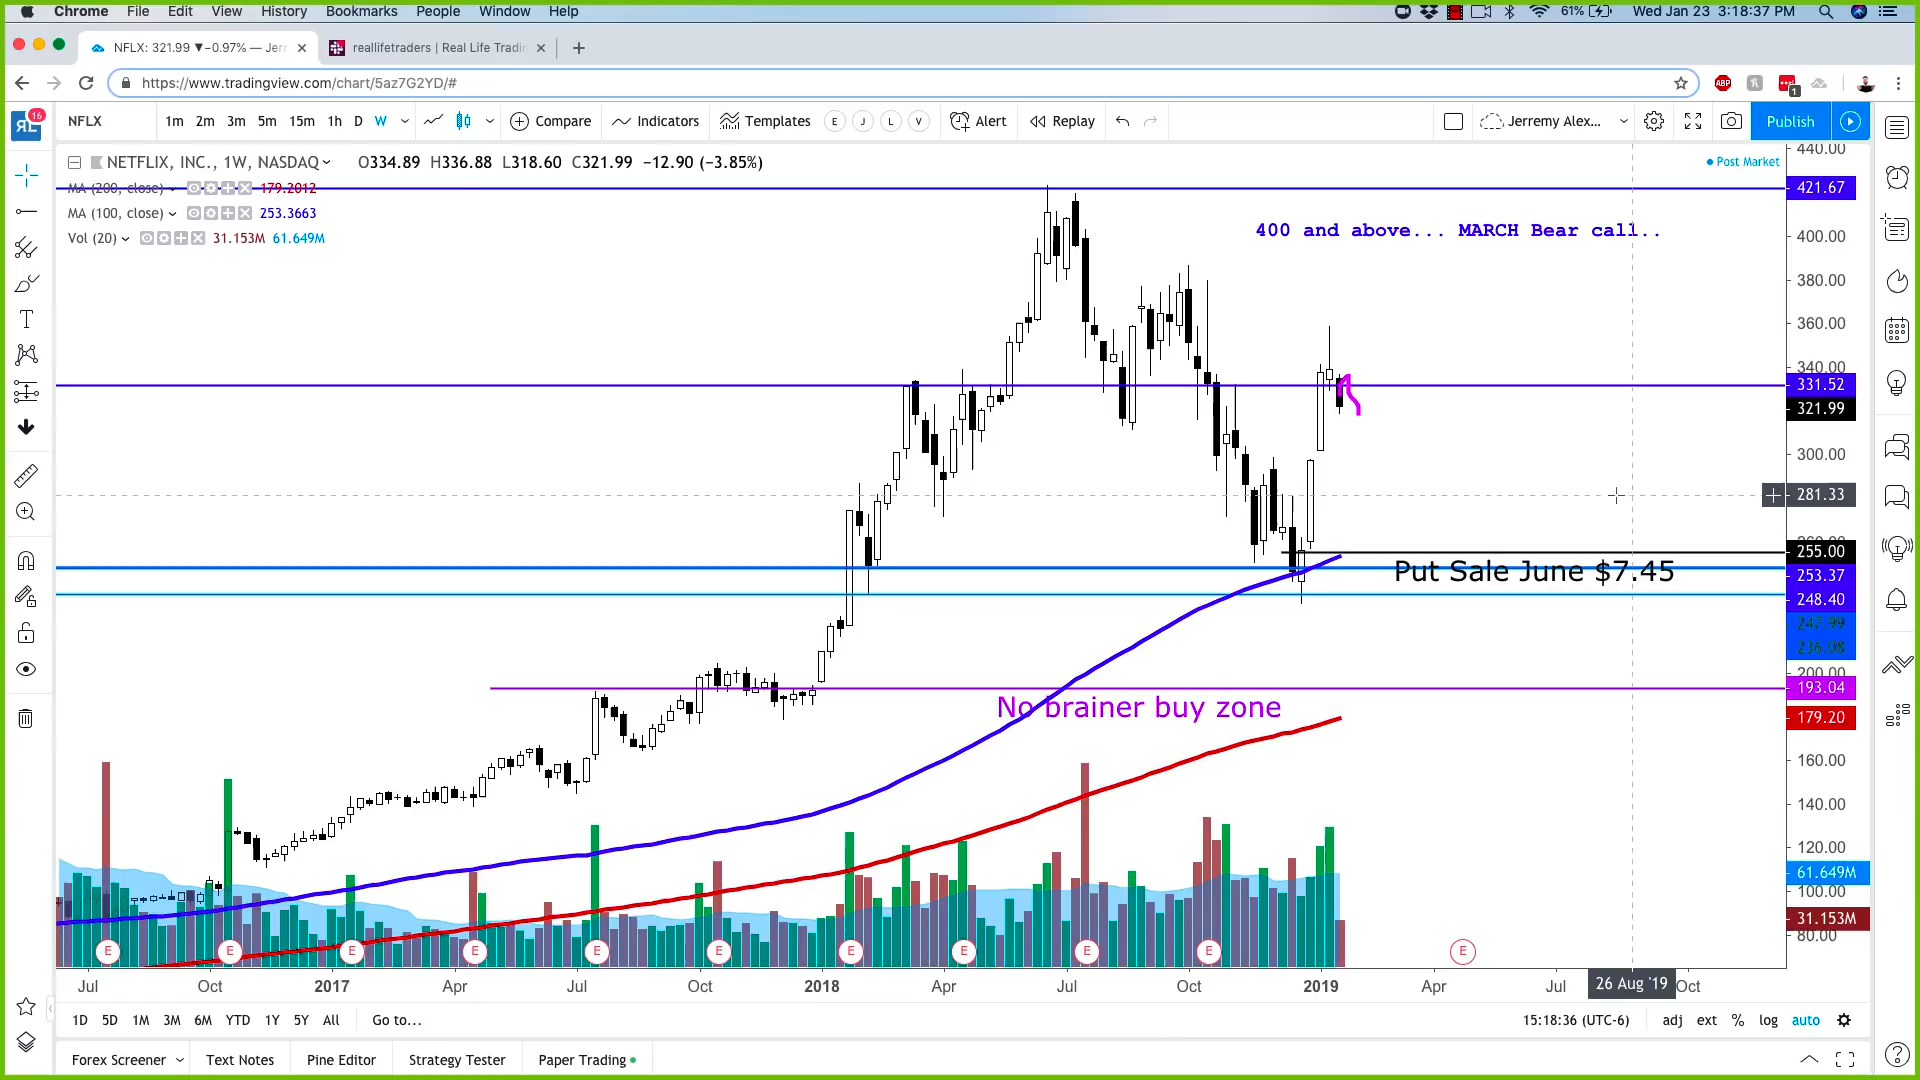 Chrome File Edit View History Bookmarks People Window Help 61% Wed Jan 23 3:18:37 PM
NFLX: 321.99 ▼−0.97% — Jer
reallifetraders | Real Life Tradin
https://www.tradingview.com/chart/5az7G2YD/#
ABP
1
16
RL
NFLX 1m 2m 3m 5m 15m 1h D W Compare Indicators Templates E J L V Alert Replay Jerremy Alex... Publish
NETFLIX, INC., 1W, NASDAQ O334.89 H336.88 L318.60 C321.99 −12.90 (−3.85%)
Post Market
MA (200, close) 179.2012
MA (100, close) 253.3663
Vol (20) 31.153M 61.649M
400 and above... MARCH Bear call..
Put Sale June $7.45
No brainer buy zone
440.00
421.67
400.00
380.00
360.00
340.00
331.52
321.99
300.00
281.33
255.00
253.37
248.40
247.99
236.08
200.00
193.04
179.20
160.00
140.00
120.00
61.649M
100.00
31.153M
80.00
E E E E E E E E E E E
Jul Oct 2017 Apr Jul Oct 2018 Apr Jul Oct 2019 Apr Jul 26 Aug '19 Oct
1D 5D 1M 3M 6M YTD 1Y 5Y All Go to... 15:18:36 (UTC-6) adj ext % log auto
Forex Screener Text Notes Pine Editor Strategy Tester Paper Trading